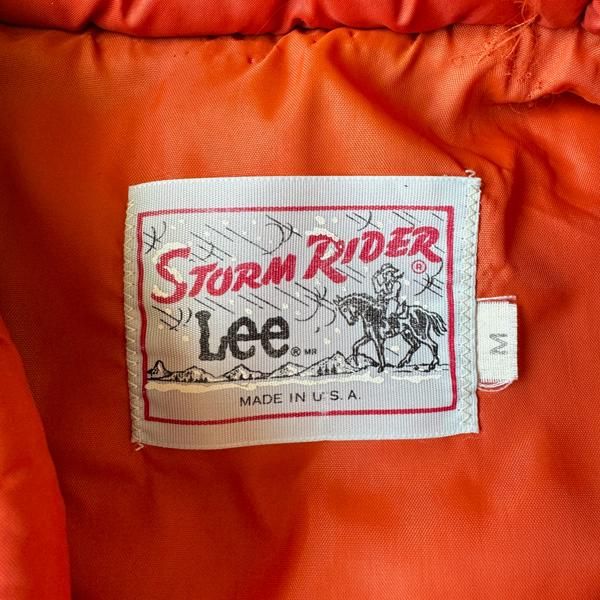 STORM RIDER ®
Lee ® MR
MADE IN U.S.A.
M